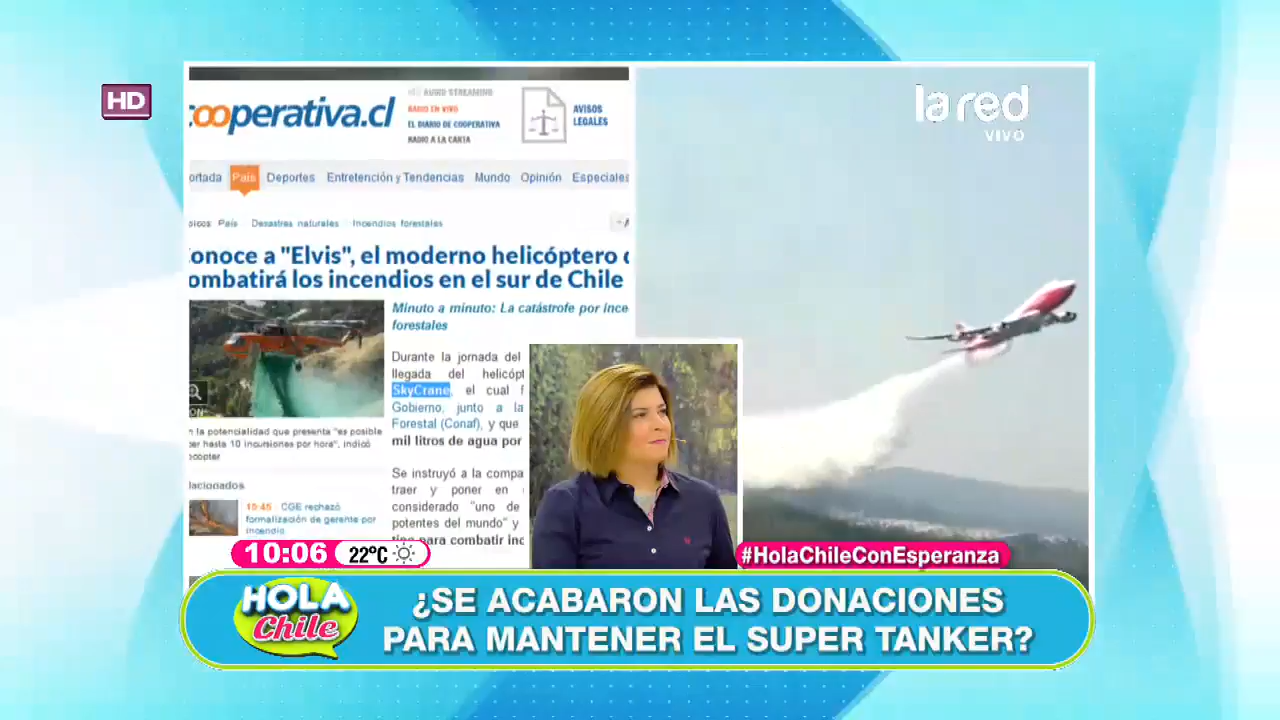 HD
la red
VIVO
cooperativa.cl
AUDIO STREAMING
RADIO EN VIVO
EL DIARIO DE COOPERATIVA
RADIO A LA CARTA
AVISOS
LEGALES
ortada País Deportes Entretención y Tendencias Mundo Opinión Especiales
País Desastres naturales Incendios forestales
onoce a "Elvis", el moderno helicóptero
ombatirá los incendios en el sur de Chile
Minuto a minuto: La catástrofe por ince
forestales
Durante la jornada del
llegada del helicópt
SkyCrane, el cual f
Gobierno, junto a la
Forestal (Conaf), y que
mil litros de agua por
n la potencialidad que presenta "es posible
er hasta 10 incursiones por hora", indicó
copter
Se instruyó a la compa
traer y poner en
considerado "uno de
potentes del mundo" y
para combatir inc
lacionados
10:45 CGE rechazó
formalización de gerente por
incendio
10:06 22°C
#HolaChileConEsperanza
HOLA
Chile
¿SE ACABARON LAS DONACIONES
PARA MANTENER EL SUPER TANKER?